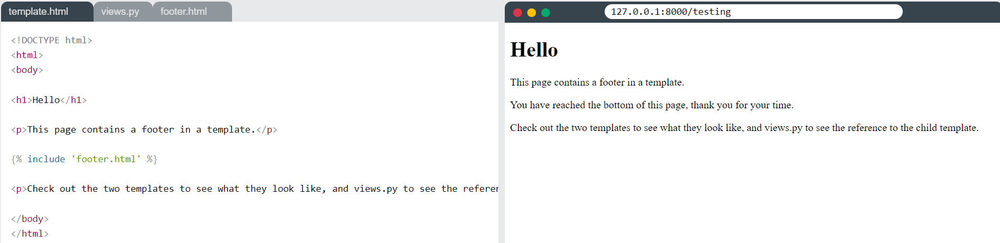 template.html views.py footer.html
<!DOCTYPE html>
<html>
<body>
<h1>Hello</h1>
<p>This page contains a footer in a template.</p>
{% include 'footer.html' %}
<p>Check out the two templates to see what they look like, and views.py to see the
</body>
</html>
127.0.0.1:8000/testing
Hello
This page contains a footer in a template.
You have reached the bottom of this page, thank you for your time.
Check out the two templates to see what they look like, and views.py to see the reference to the child template.